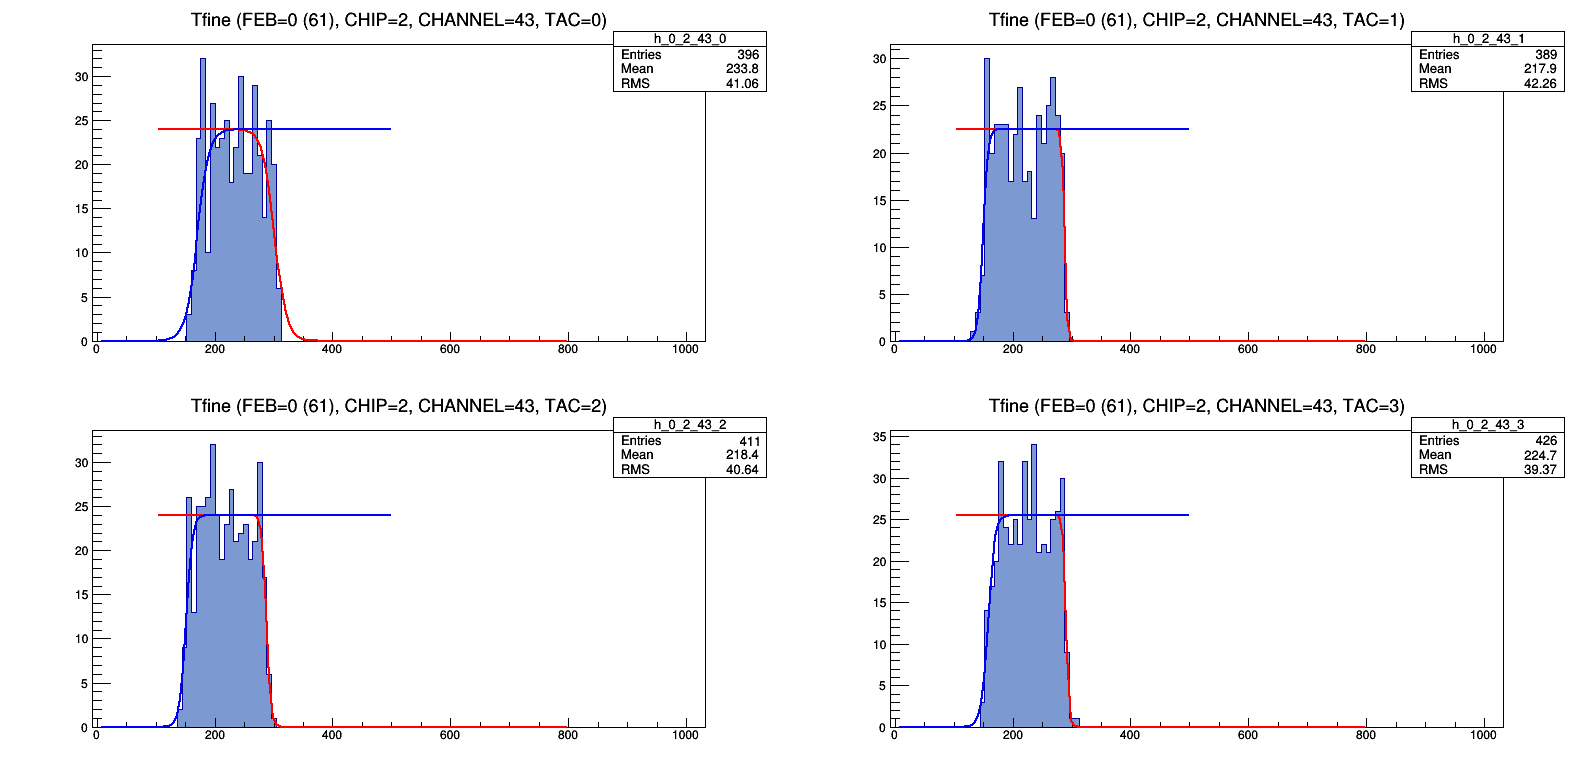 Tfine (FEB=0 (61), CHIP=2, CHANNEL=43, TAC=0)
h_0_2_43_0
Entries 396
Mean 233.8
RMS 41.06
30
25
20
15
10
5
0
0 200 400 600 800 1000
Tfine (FEB=0 (61), CHIP=2, CHANNEL=43, TAC=1)
h_0_2_43_1
Entries 389
Mean 217.9
RMS 42.26
30
25
20
15
10
5
0
0 200 400 600 800 1000
Tfine (FEB=0 (61), CHIP=2, CHANNEL=43, TAC=2)
h_0_2_43_2
Entries 411
Mean 218.4
RMS 40.64
30
25
20
15
10
5
0
0 200 400 600 800 1000
Tfine (FEB=0 (61), CHIP=2, CHANNEL=43, TAC=3)
h_0_2_43_3
Entries 426
Mean 224.7
RMS 39.37
35
30
25
20
15
10
5
0
0 200 400 600 800 1000